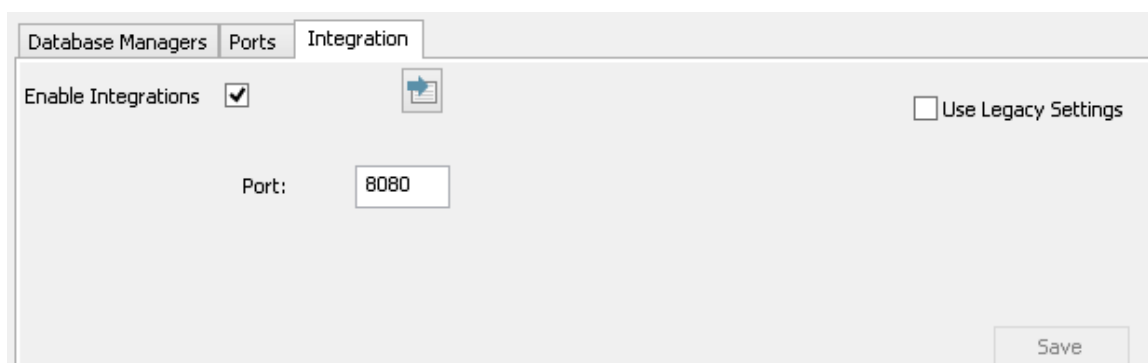 Database Managers Ports Integration
Enable Integrations
Use Legacy Settings
Port: 8080
Save